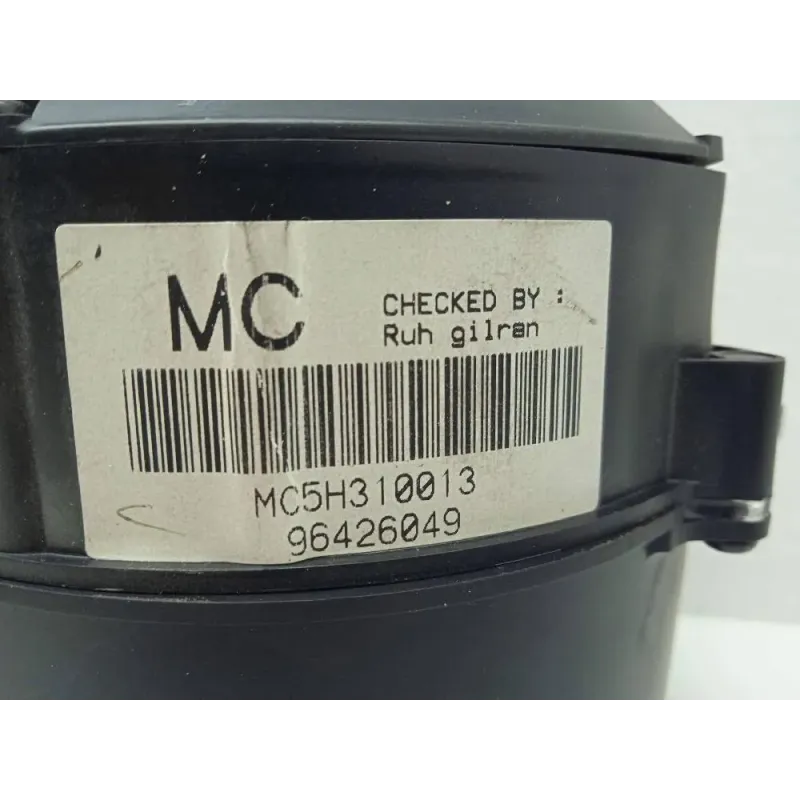 MC
CHECKED BY :
Ruh gilran
MC5H310013
96426049